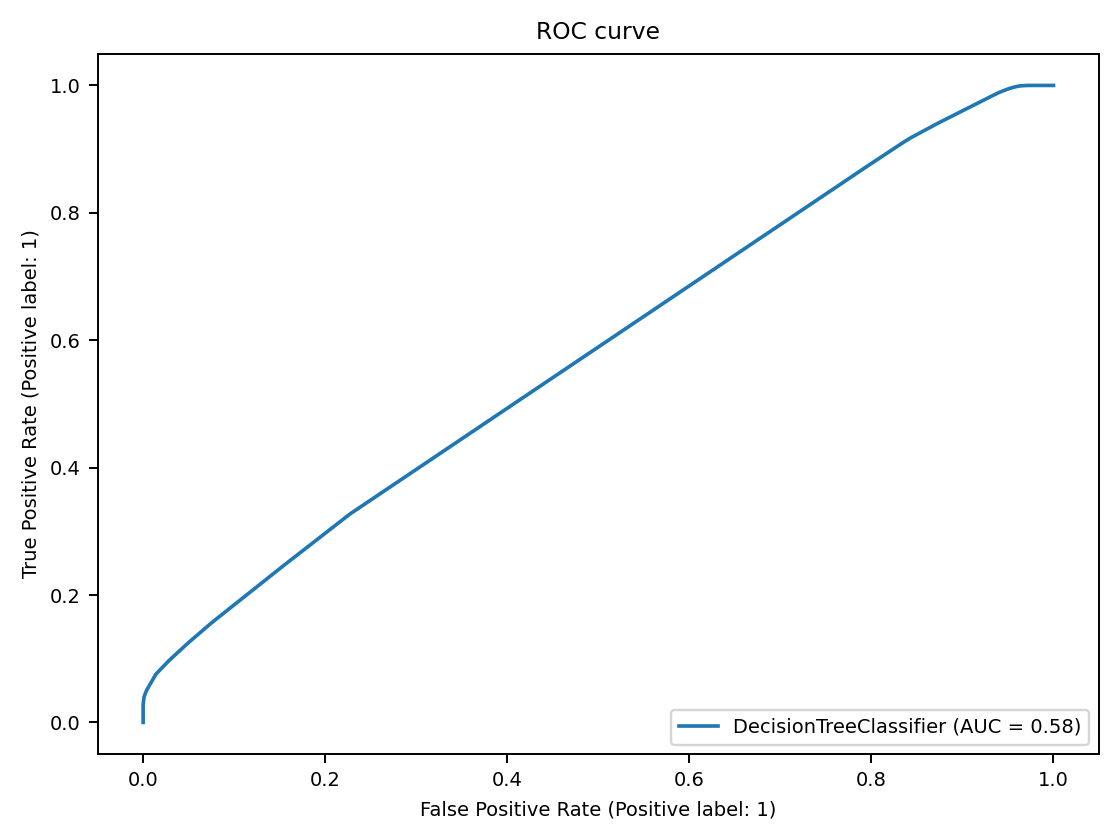 ROC curve
1.0
0.8
0.6
0.4
0.2
0.0
True Positive Rate (Positive label: 1)
DecisionTreeClassifier (AUC = 0.58)
0.0 0.2 0.4 0.6 0.8 1.0
False Positive Rate (Positive label: 1)